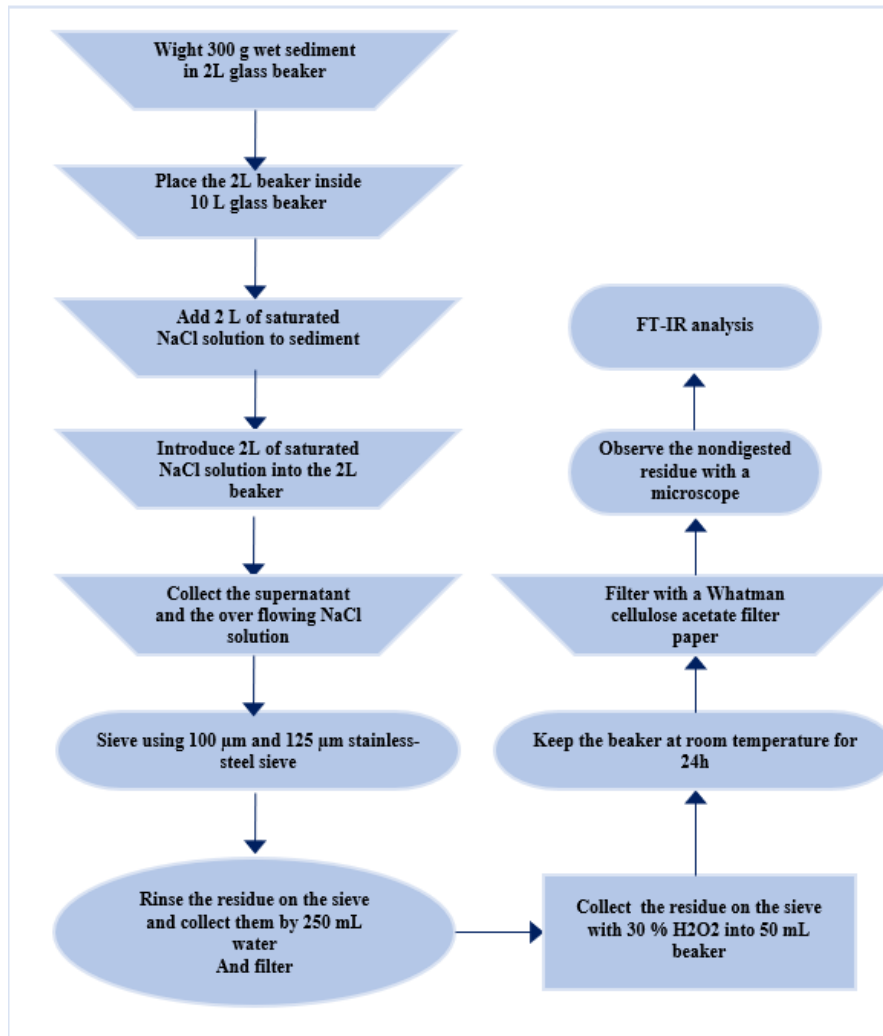 Wight 300 g wet sediment
in 2L glass beaker
Place the 2L beaker inside
10 L glass beaker
Add 2 L of saturated
NaCl solution to sediment
Introduce 2L of saturated
NaCl solution into the 2L
beaker
Collect the supernatant
and the over flowing NaCl
solution
Sieve using 100 µm and 125 µm stainless-
steel sieve
Rinse the residue on the sieve
and collect them by 250 mL
water
And filter
Collect the residue on the sieve
with 30 % H2O2 into 50 mL
beaker
Keep the beaker at room temperature for
24h
Filter with a Whatman
cellulose acetate filter
paper
Observe the nondigested
residue with a
microscope
FT-IR analysis